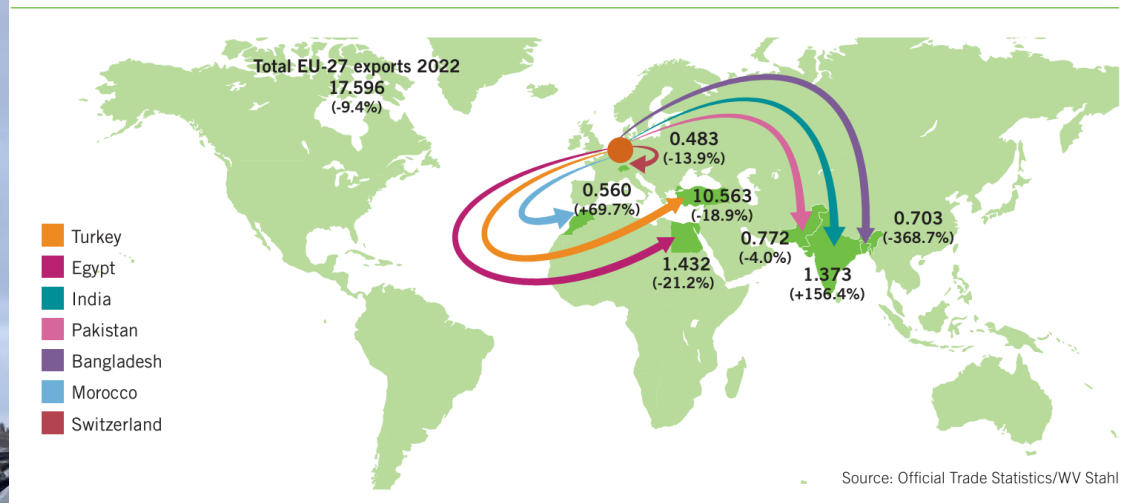 Total EU-27 exports 2022
17.596
(-9.4%)
0.483
(-13.9%)
0.560
(+69.7%)
10.563
(-18.9%)
0.703
(-368.7%)
0.772
(-4.0%)
1.432
(-21.2%)
1.373
(+156.4%)
Turkey
Egypt
India
Pakistan
Bangladesh
Morocco
Switzerland
Source: Official Trade Statistics/WV Stahl